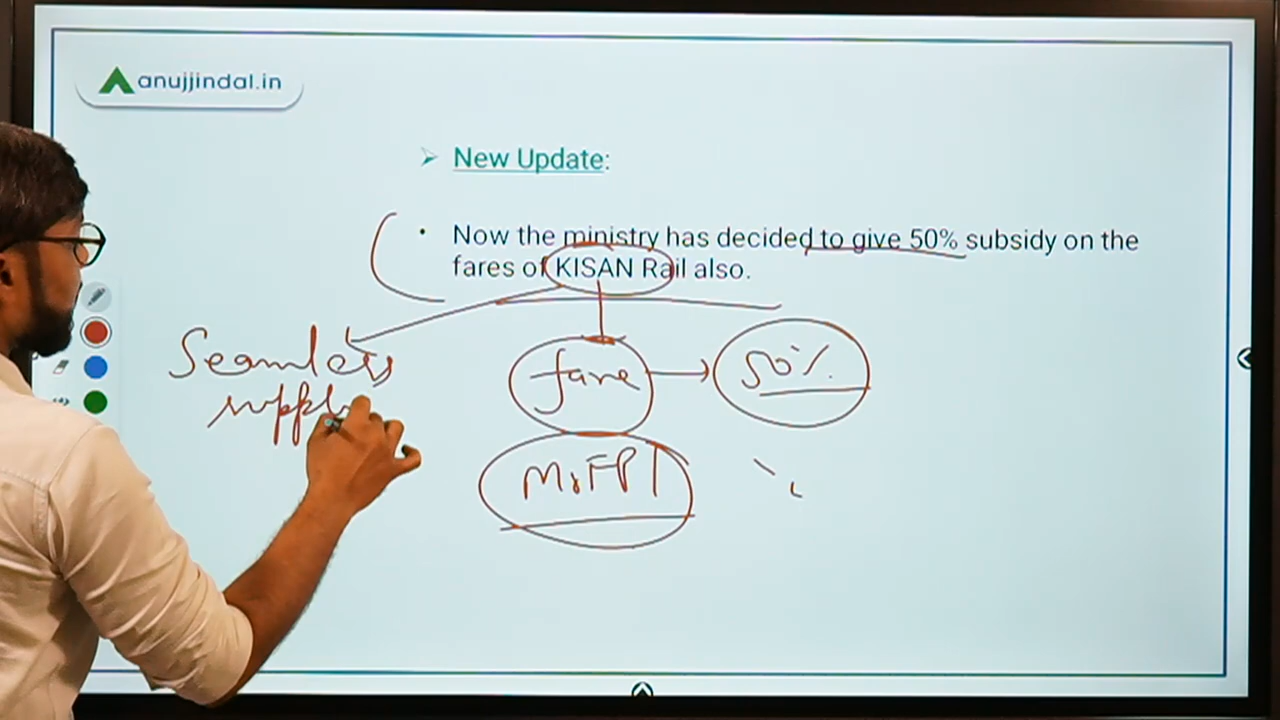 anujjindal.in
New Update:
Now the ministry has decided to give 50% subsidy on the
fares of KISAN Rail also.
Seamless
supply
fare
50%
MoFPI